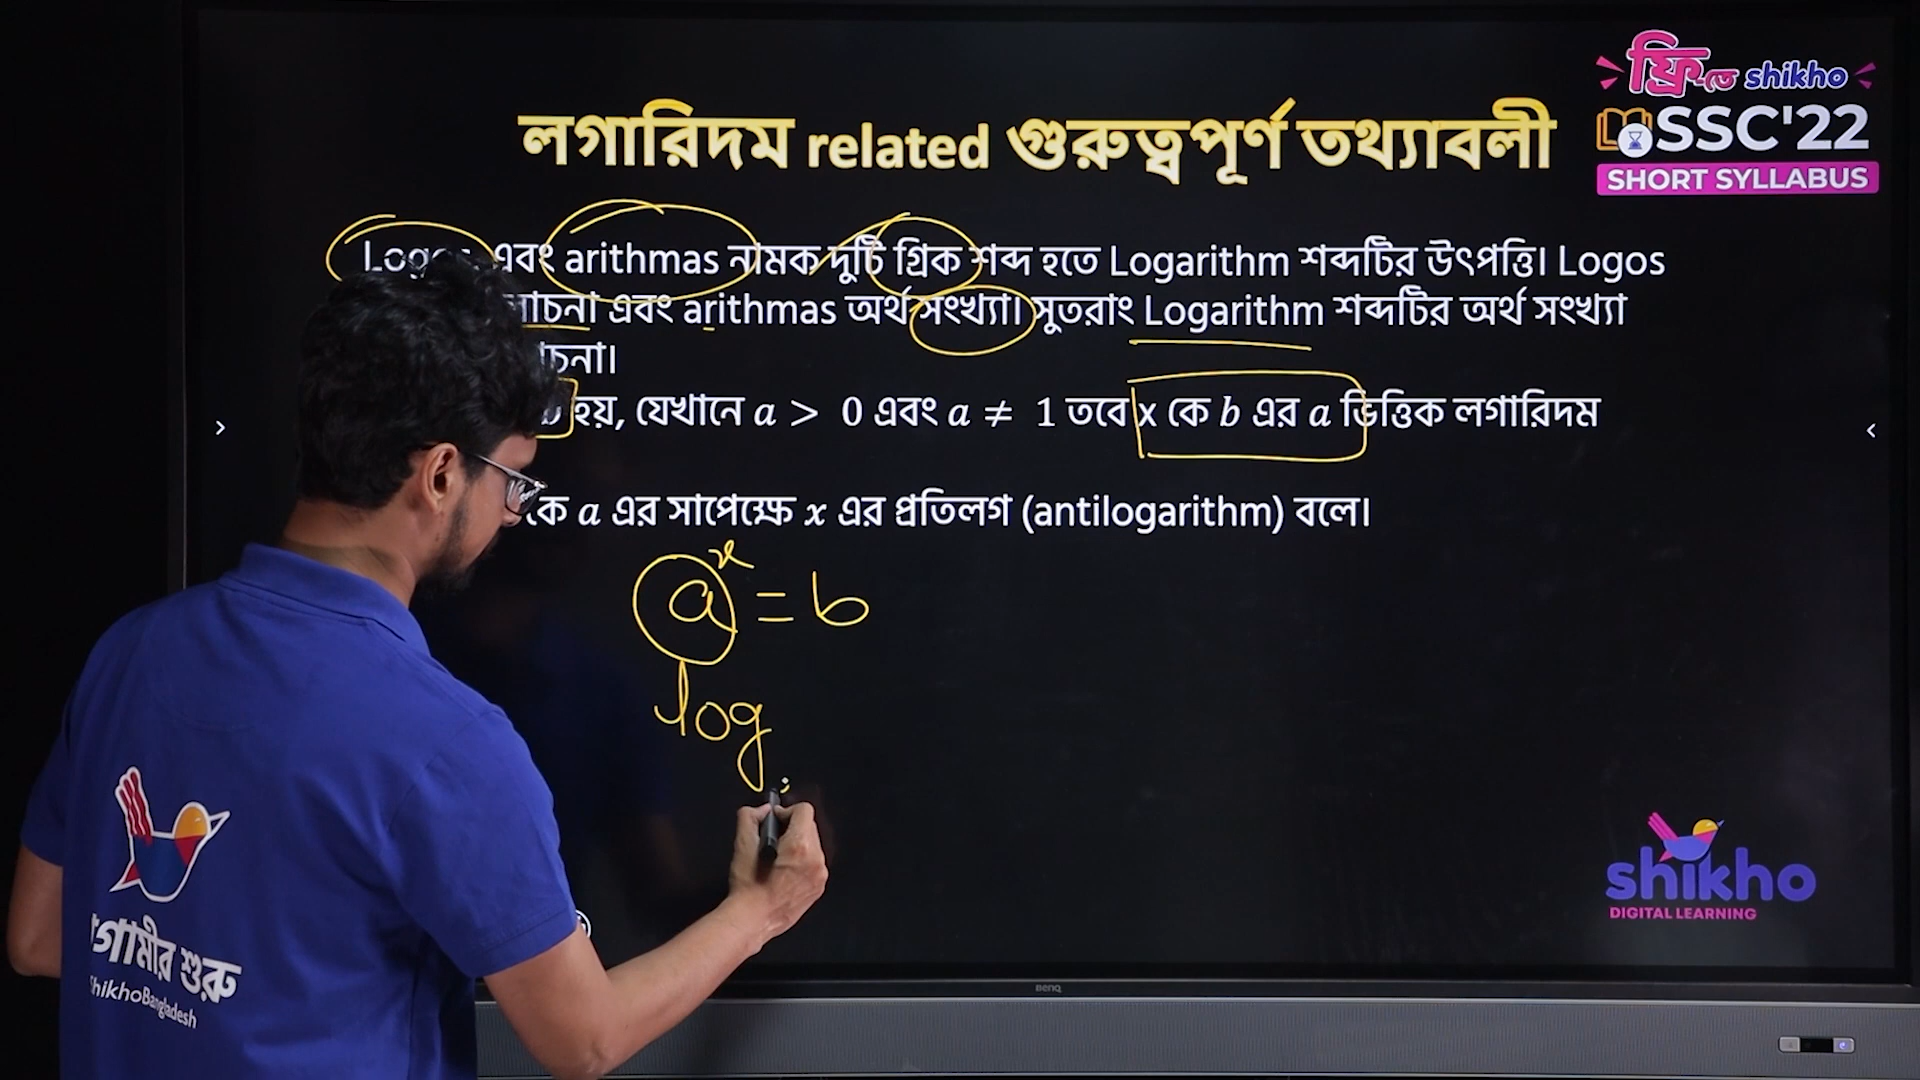 ফ্রি-তে shikho
SSC'22
SHORT SYLLABUS
লগারিদম related গুরুত্বপূর্ণ তথ্যাবলী
Logos এবং arithmas নামক দুটি গ্রিক শব্দ হতে Logarithm শব্দটির উৎপত্তি। Logos
এবং arithmas অর্থ সংখ্যা। সুতরাং Logarithm শব্দটির অর্থ সংখ্যা
b হয়, যেখানে a > 0 এবং a ≠ 1 তবে x কে b এর a ভিত্তিক লগারিদম
কে a এর সাপেক্ষে x এর প্রতিলগ (antilogarithm) বলে।
aˣ = b
log
shikho
DIGITAL LEARNING
শুরু
BenQ